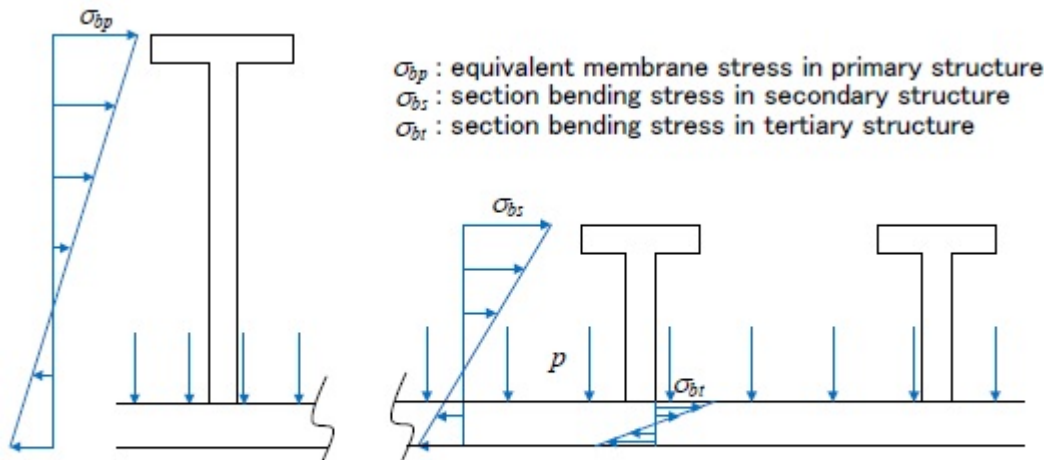 σbp
σbp : equivalent membrane stress in primary structure
σbs : section bending stress in secondary structure
σbt : section bending stress in tertiary structure
σbs
p
σbt